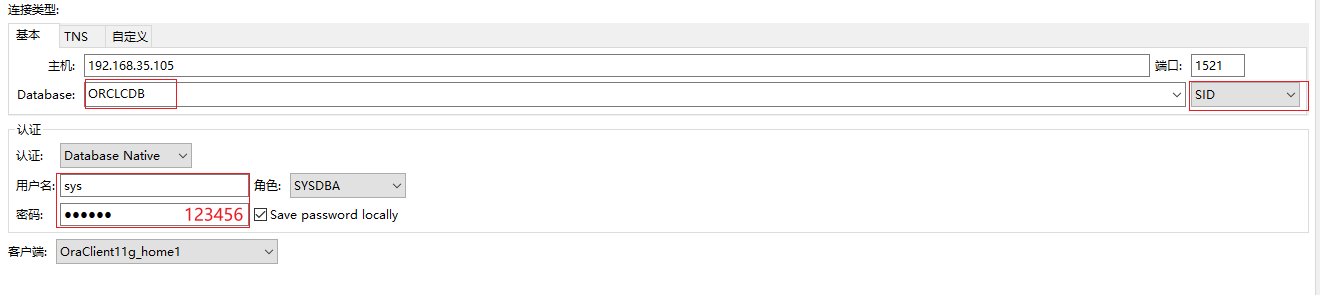 连接类型:
基本 TNS 自定义
主机: 192.168.35.105 端口: 1521
Database: ORCLCDB SID
认证
认证: Database Native
用户名: sys 角色: SYSDBA
密码: ●●●●●● 123456 Save password locally
客户端: OraClient11g_home1